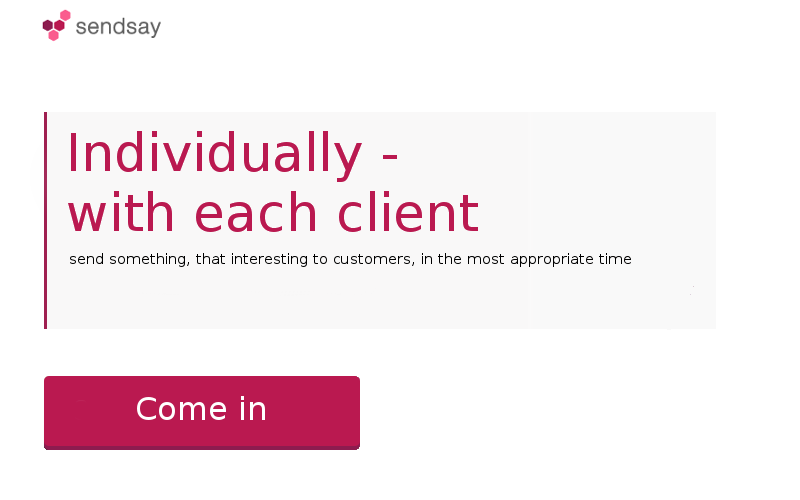 sendsay
Individually -
with each client
send something, that interesting to customers, in the most appropriate time
Come in